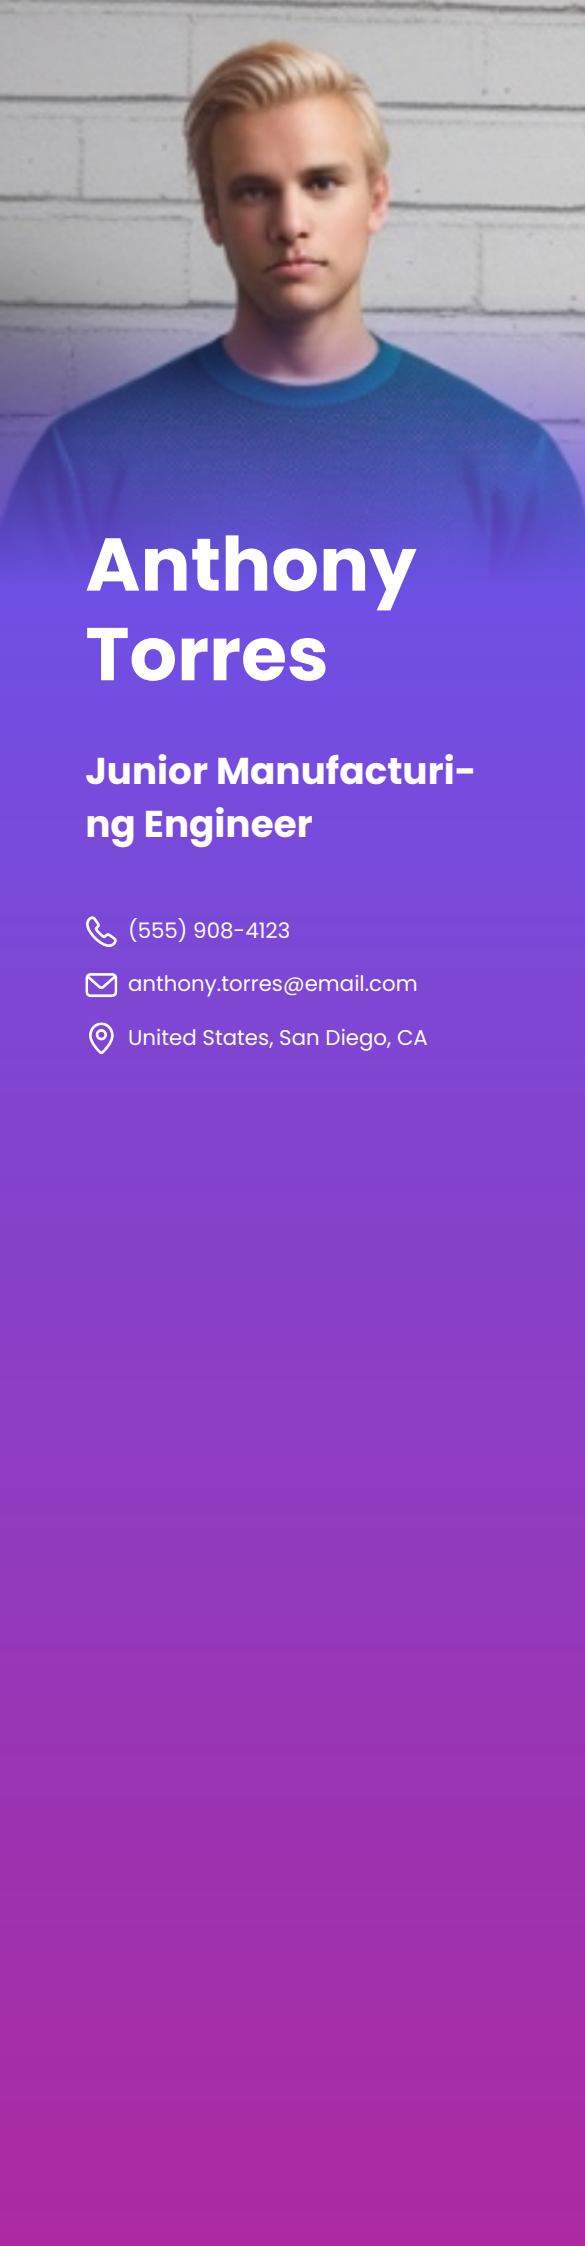 Anthony
Torres
Junior Manufacturi-
ng Engineer
(555) 908-4123
anthony.torres@email.com
United States, San Diego, CA